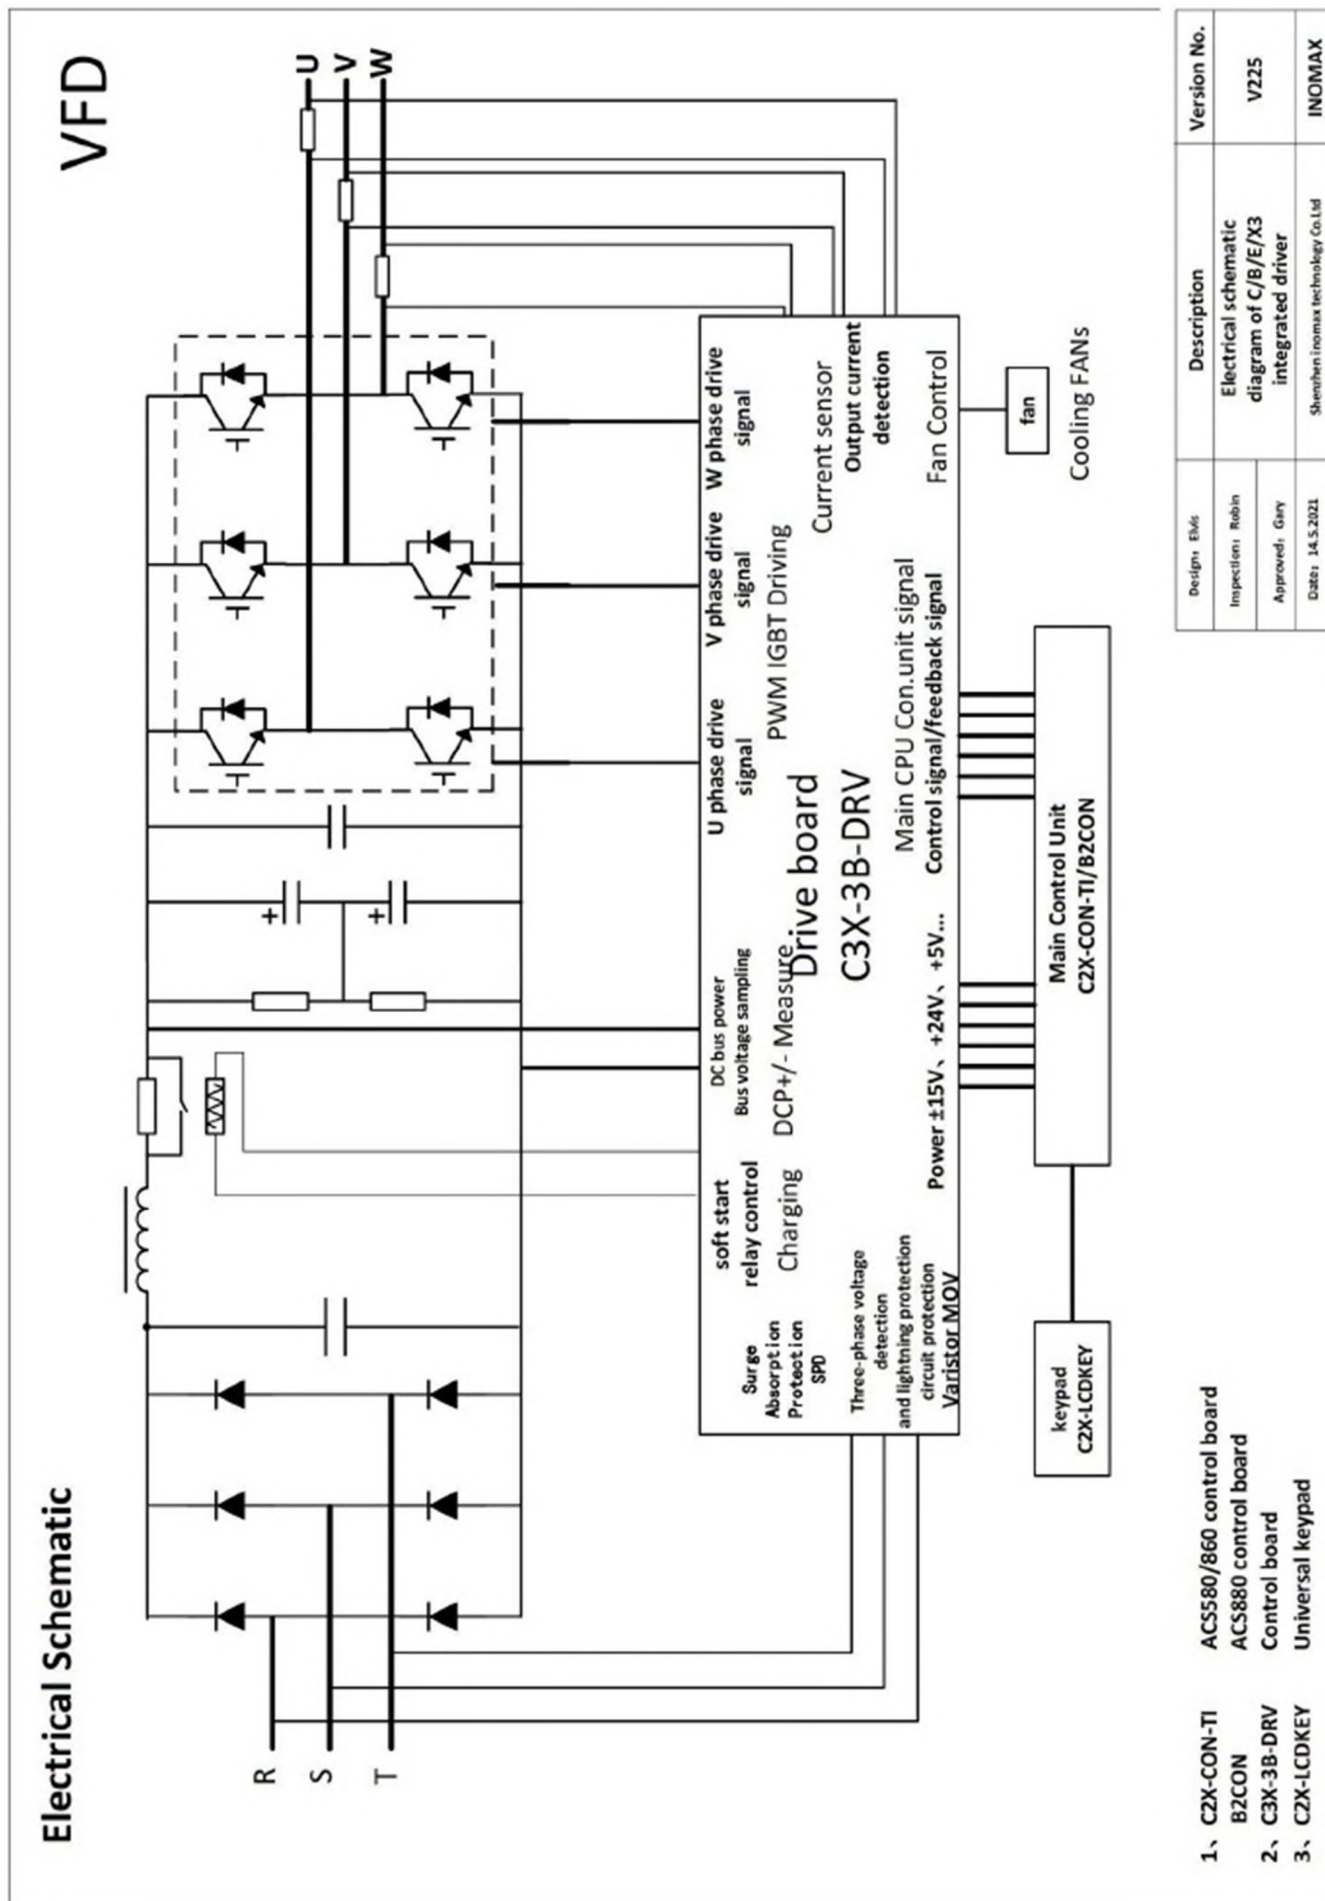 Electrical Schematic
VFD
U
V
W
R
S
T
U phase drive
signal
V phase drive
signal
W phase drive
signal
PWM IGBT Driving
Current sensor
Output current
detection
Fan Control
fan
Cooling FANs
DC bus power
Bus voltage sampling
DCP+/- Measure
Drive board
C3X-3B-DRV
Main CPU Con.unit signal
Control signal/feedback signal
soft start
relay control
Charging
Power ±15V、+24V、+5V...
Surge
Absorption
Protection
SPD
Three-phase voltage
detection
and lightning protection
circuit protection
Varistor MOV
+
+
Main Control Unit
C2X-CON-TI/B2CON
keypad
C2X-LCDKEY
1、 C2X-CON-TI ACS580/860 control board
B2CON ACS880 control board
2、 C3X-3B-DRV Control board
3、 C2X-LCDKEY Universal keypad
Design: Elvis Description Version No.
Inspection: Robin
Approved: Gary
Electrical schematic
diagram of C/B/E/X3
integrated driver
V225
Date: 14.5.2021 Shenzhen inomax technology Co.Ltd INOMAX